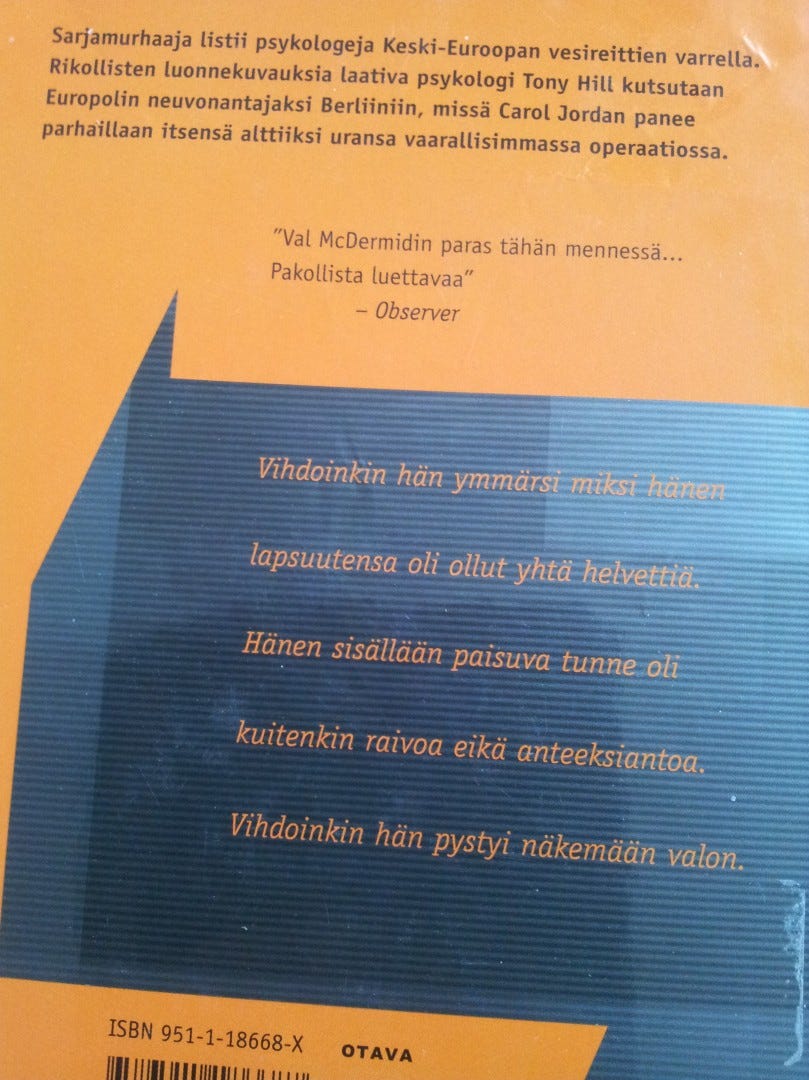 Sarjamurhaaja listii psykologeja Keski-Euroopan vesireittien varrella.
Rikollisten luonnekuvauksia laativa psykologi Tony Hill kutsutaan
Europolin neuvonantajaksi Berliiniin, missä Carol Jordan panee
parhaillaan itsensä alttiiksi uransa vaarallisimmassa operaatiossa.
"Val McDermidin paras tähän mennessä...
Pakollista luettavaa"
– Observer
Vihdoinkin hän ymmärsi miksi hänen
lapsuutensa oli ollut yhtä helvettiä.
Hänen sisällään paisuva tunne oli
kuitenkin raivoa eikä anteeksiantoa.
Vihdoinkin hän pystyi näkemään valon.
ISBN 951-1-18668-X OTAVA